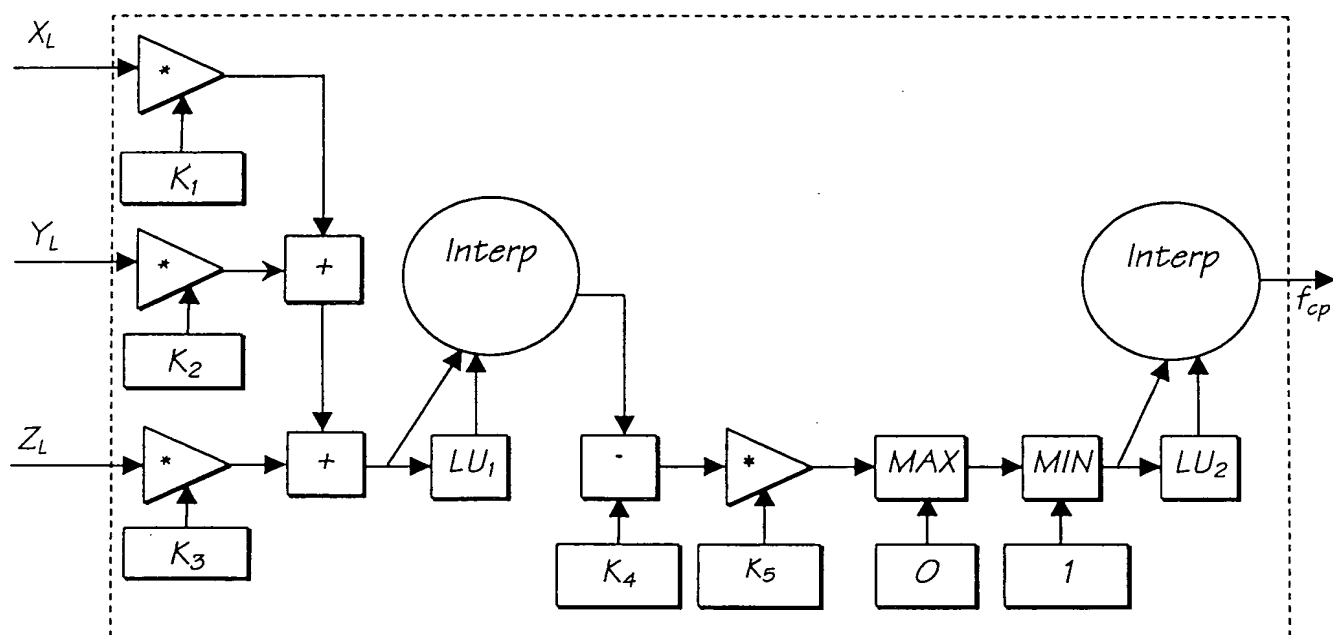 X_L
*
K_1
Y_L
*
+
Interp
Interp
f_cp
K_2
Z_L
*
+
LU_1
-
*
MAX
MIN
LU_2
K_3
K_4
K_5
0
1